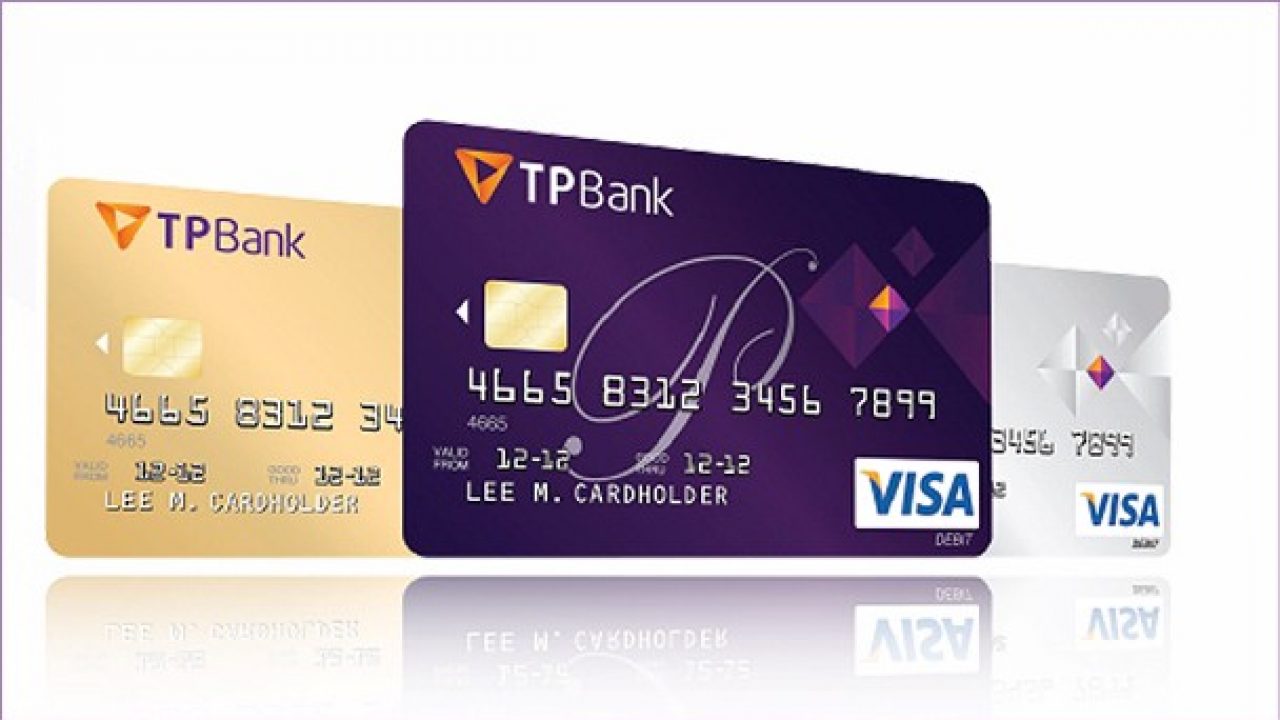 TPBank
4665 8312 34
4665
VALID FROM 12-12 GOOD THRU 12-12
LEE M. CARDHOLDER
TPBank
P
4665 8312 3456 7899
4665
VALID FROM 12-12 GOOD THRU 12-12
LEE M. CARDHOLDER
VISA
DEBIT
3456 7899
2
VISA
DEBIT